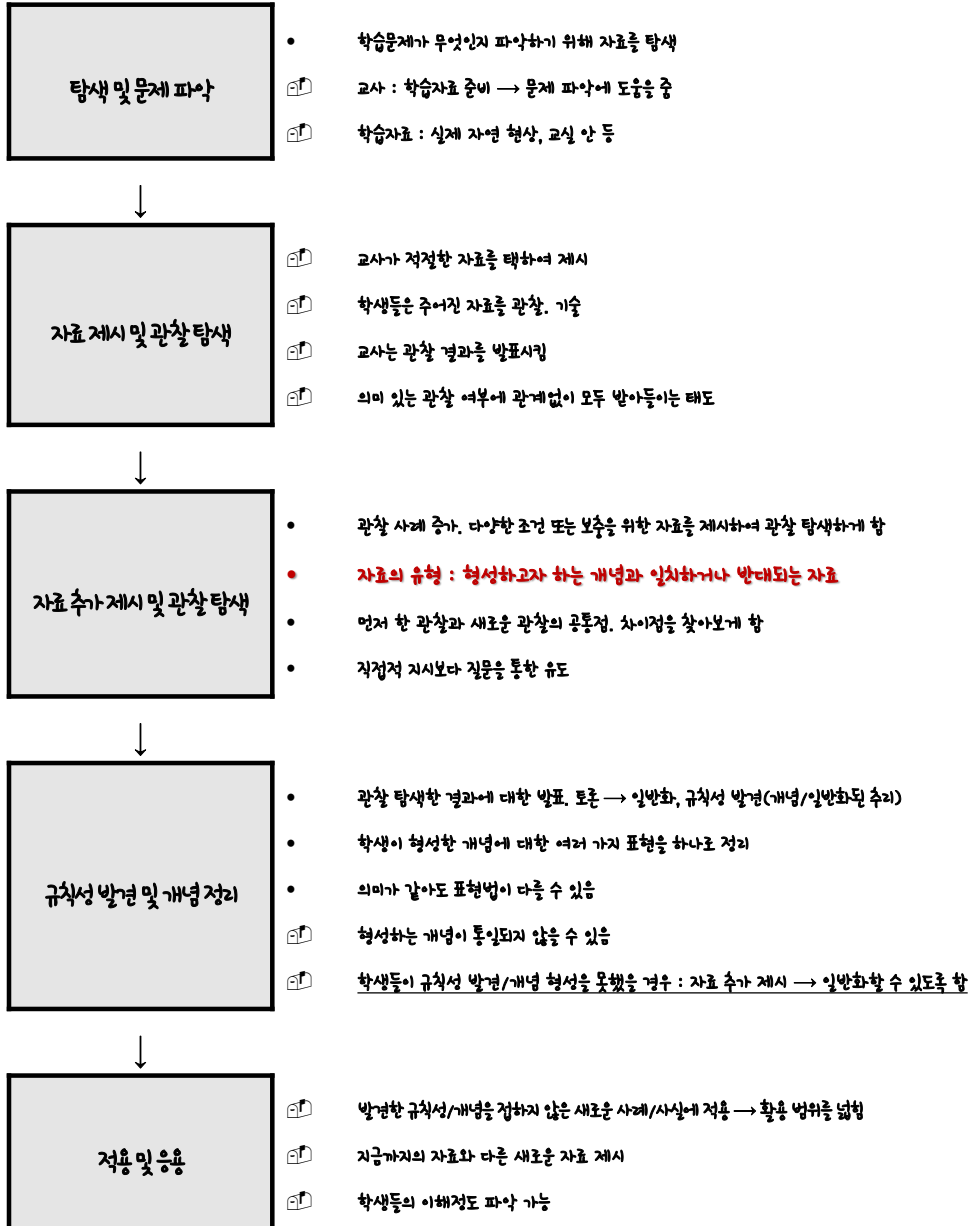 탐색 및 문제 파악
• 학습문제가 무엇인지 파악하기 위해 자료를 탐색
교사 : 학습자료 준비 → 문제 파악에 도움을 줌
학습자료 : 실제 자연 현상, 교실 안 등
↓
자료 제시 및 관찰 탐색
교사가 적절한 자료를 택하여 제시
학생들은 주어진 자료를 관찰. 기술
교사는 관찰 결과를 발표시킴
의미 있는 관찰 여부에 관계없이 모두 받아들이는 태도
↓
자료 추가 제시 및 관찰 탐색
• 관찰 사례 증가. 다양한 조건 또는 보충을 위한 자료를 제시하여 관찰 탐색하게 함
• 자료의 유형 : 형성하고자 하는 개념과 일치하거나 반대되는 자료
• 먼저 한 관찰과 새로운 관찰의 공통점. 차이점을 찾아보게 함
• 직접적 지시보다 질문을 통한 유도
↓
규칙성 발견 및 개념 정리
• 관찰 탐색한 결과에 대한 발표. 토론 → 일반화, 규칙성 발견(개념/일반화된 추리)
• 학생이 형성한 개념에 대한 여러 가지 표현을 하나로 정리
• 의미가 같아도 표현법이 다를 수 있음
형성하는 개념이 통일되지 않을 수 있음
학생들이 규칙성 발견/개념 형성을 못했을 경우 : 자료 추가 제시 → 일반화할 수 있도록 함
↓
적용 및 응용
발견한 규칙성/개념을 접하지 않은 새로운 사례/사실에 적용 → 활용 범위를 넓힘
지금까지의 자료와 다른 새로운 자료 제시
학생들의 이해정도 파악 가능